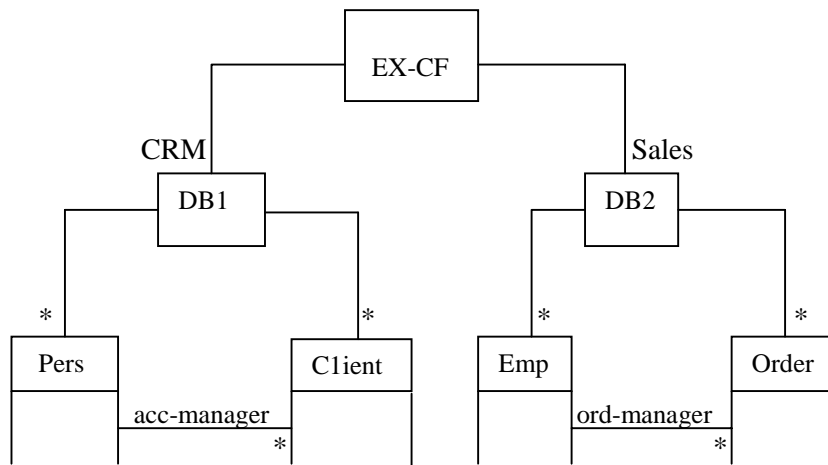 EX-CF
CRM
Sales
DB1
DB2
* * * *
Pers
C1ient
Emp
Order
acc-manager
ord-manager
* *